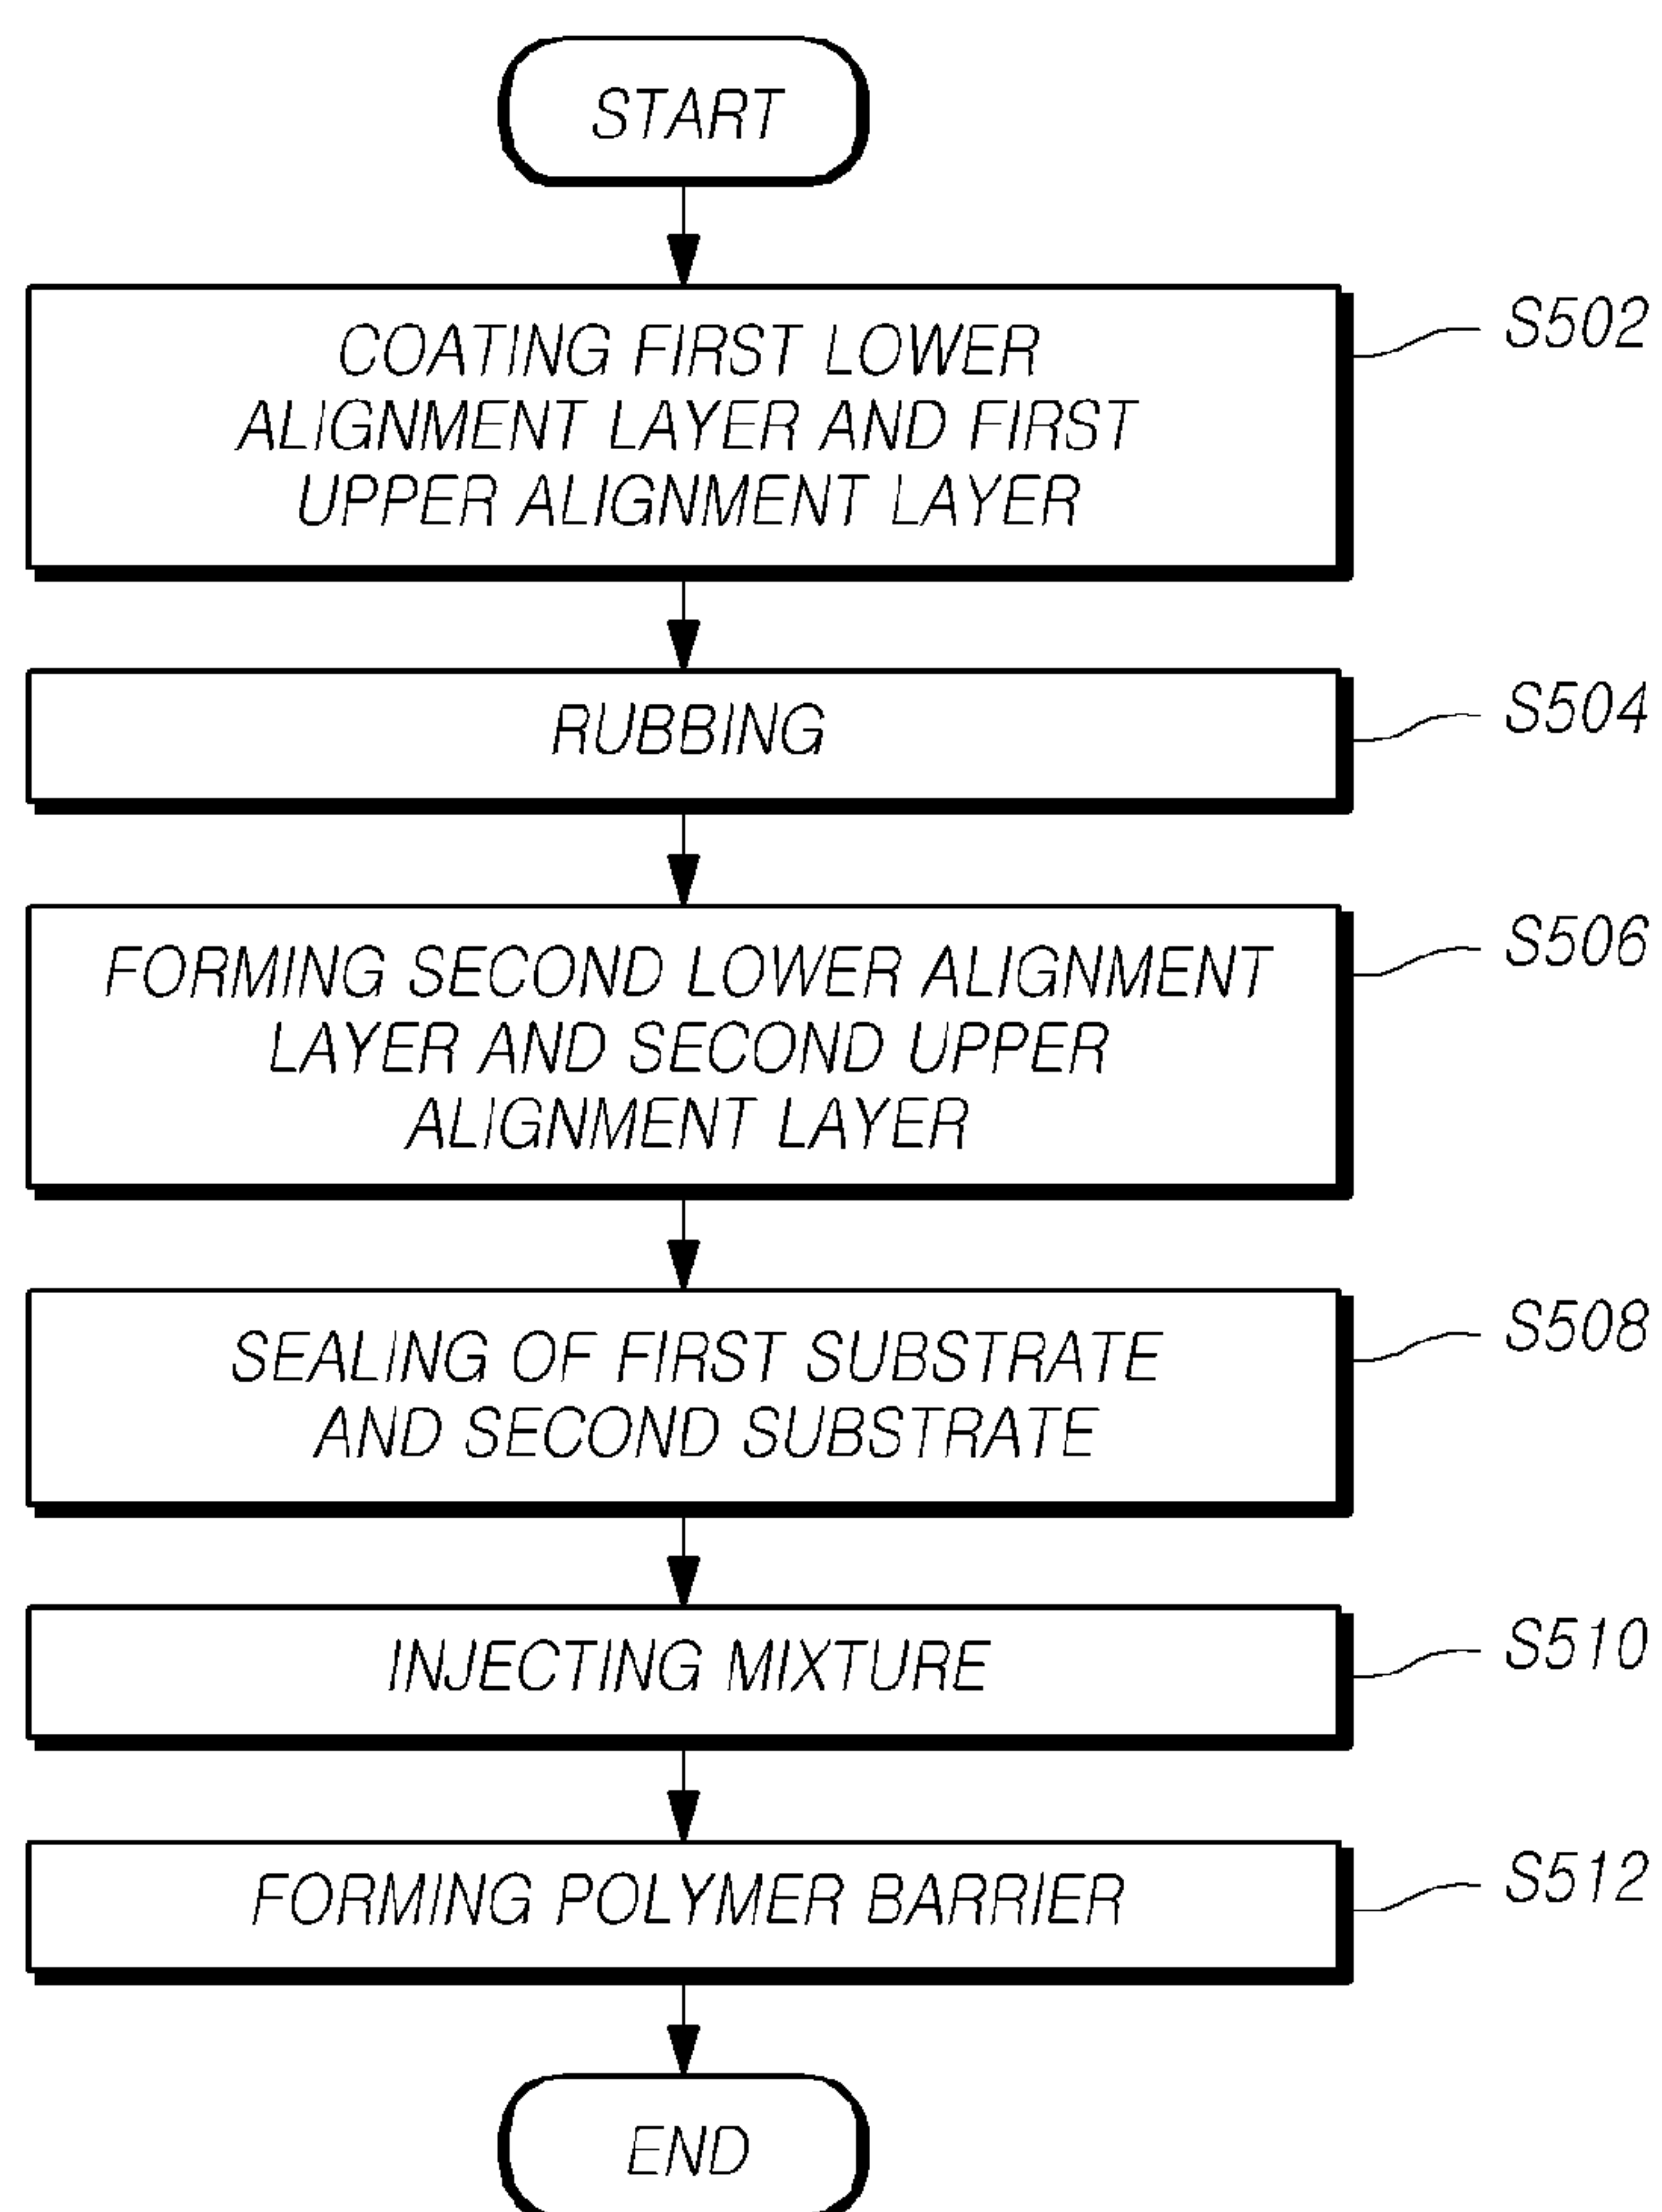 START
COATING FIRST LOWER
ALIGNMENT LAYER AND FIRST
UPPER ALIGNMENT LAYER
S502
RUBBING
S504
FORMING SECOND LOWER ALIGNMENT
LAYER AND SECOND UPPER
ALIGNMENT LAYER
S506
SEALING OF FIRST SUBSTRATE
AND SECOND SUBSTRATE
S508
INJECTING MIXTURE
S510
FORMING POLYMER BARRIER
S512
END